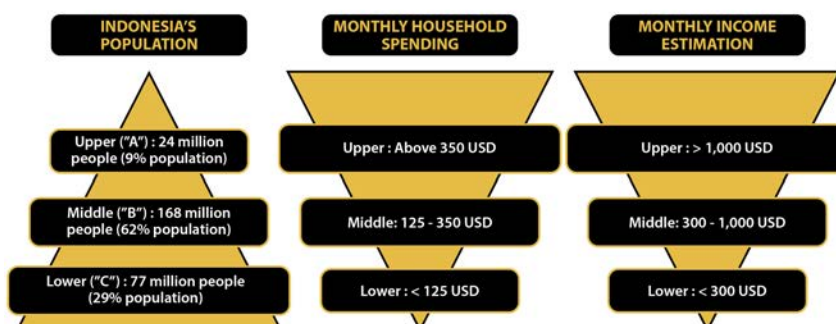 INDONESIA'S
POPULATION
Upper ("A") : 24 million
people (9% population)
Middle ("B") : 168 million
people (62% population)
Lower ("C") : 77 million people
(29% population)
MONTHLY HOUSEHOLD
SPENDING
Upper : Above 350 USD
Middle: 125 - 350 USD
Lower : < 125 USD
MONTHLY INCOME
ESTIMATION
Upper : > 1,000 USD
Middle: 300 - 1,000 USD
Lower : < 300 USD